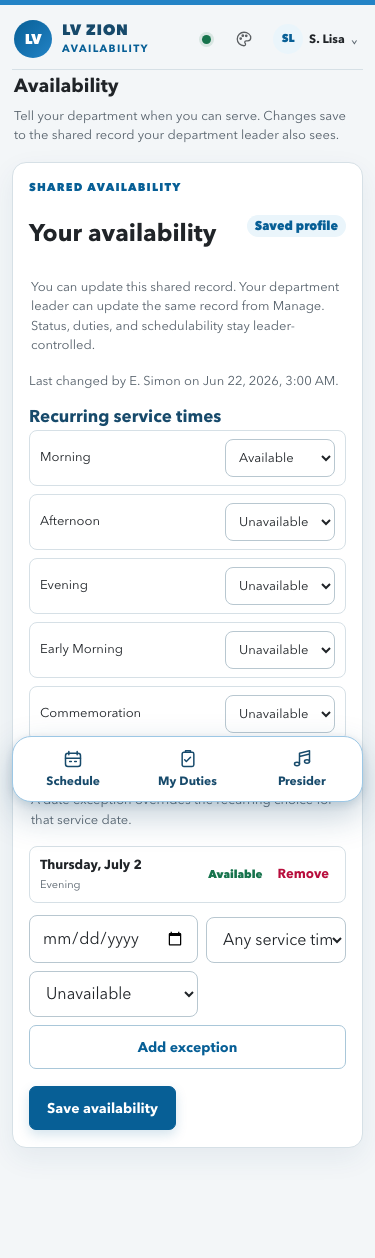 LV
LV ZION
AVAILABILITY
SL
S. Lisa
Availability
Tell your department when you can serve. Changes save
to the shared record your department leader also sees.
SHARED AVAILABILITY
Your availability
Saved profile
You can update this shared record. Your department
leader can update the same record from Manage.
Status, duties, and schedulability stay leader-
controlled.
Last changed by E. Simon on Jun 22, 2026, 3:00 AM.
Recurring service times
Morning
Available
Afternoon
Unavailable
Evening
Unavailable
Early Morning
Unavailable
Commemoration
Unavailable
Schedule
My Duties
Presider
A date exception overrides the recurring choice for
that service date.
Thursday, July 2
Evening
Available
Remove
mm/dd/yyyy
Any service tim
Unavailable
Add exception
Save availability